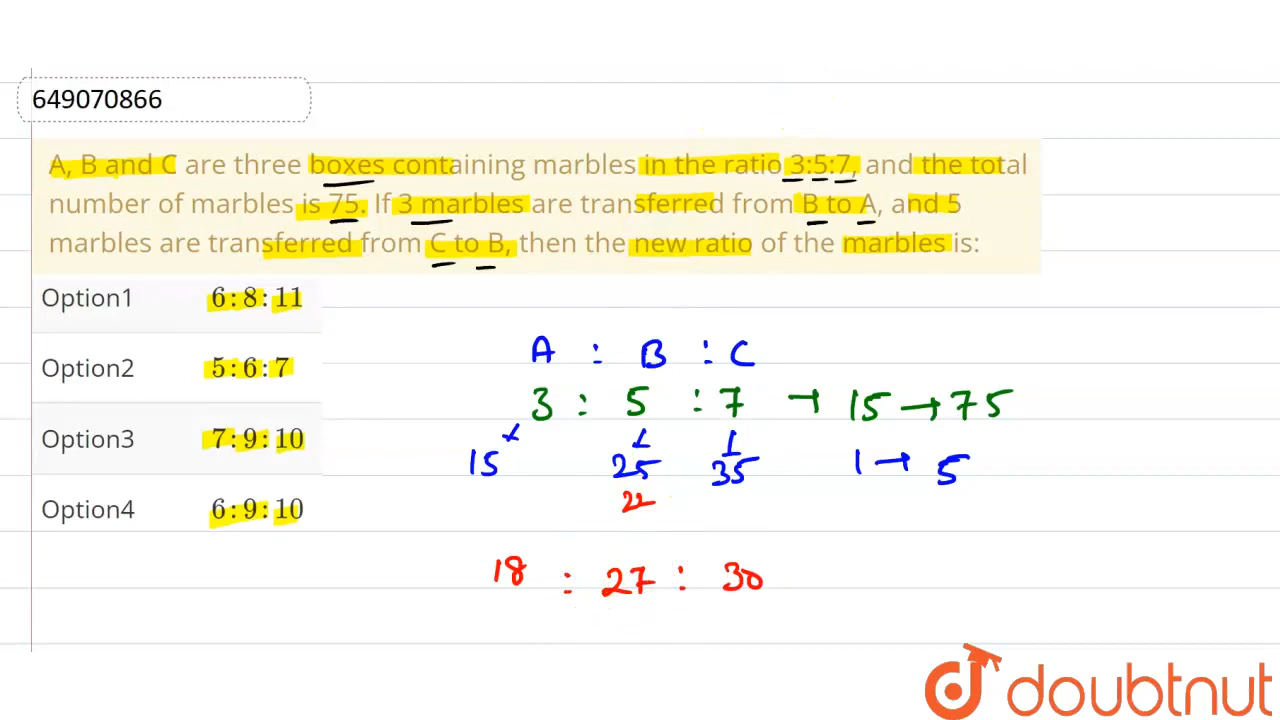 649070866
A, B and C are three boxes containing marbles in the ratio 3:5:7, and the total
number of marbles is 75. If 3 marbles are transferred from B to A, and 5
marbles are transferred from C to B, then the new ratio of the marbles is:
Option1 6 : 8 : 11
Option2 5 : 6 : 7
Option3 7 : 9 : 10
Option4 6 : 9 : 10
A : B : C
3 : 5 : 7 → 15 → 75
15 25 35 1 → 5
22
18 : 27 : 30
doubtnut